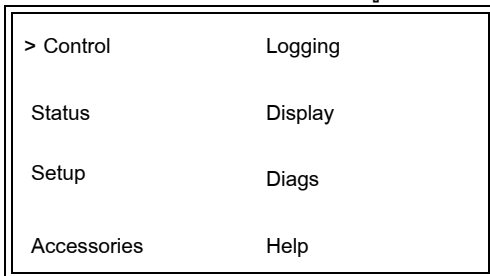 > Control Logging
Status Display
Setup Diags
Accessories Help